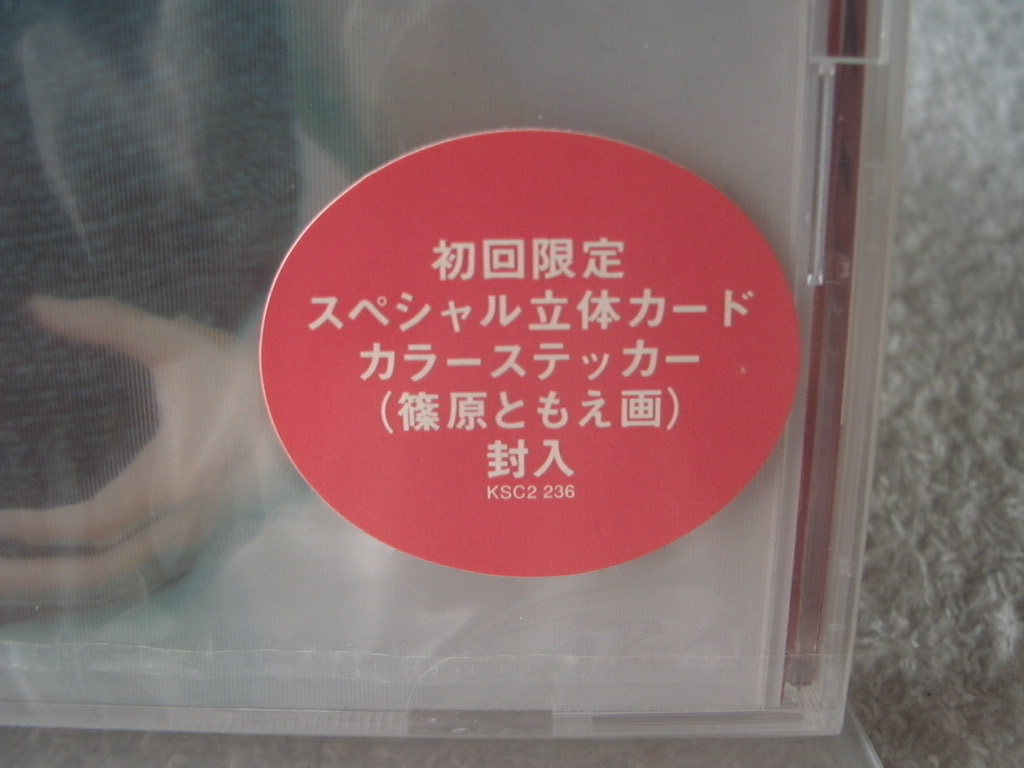 初回限定
スペシャル立体カード
カラーステッカー
(篠原ともえ画)
封入
KSC2 236